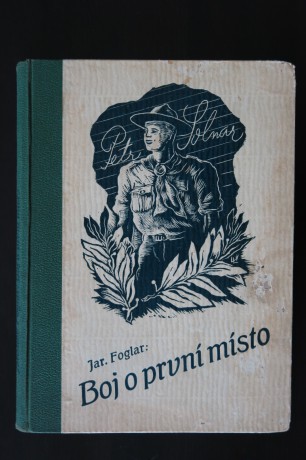 Petr Solnar
Jar. Foglar:
Boj o první místo